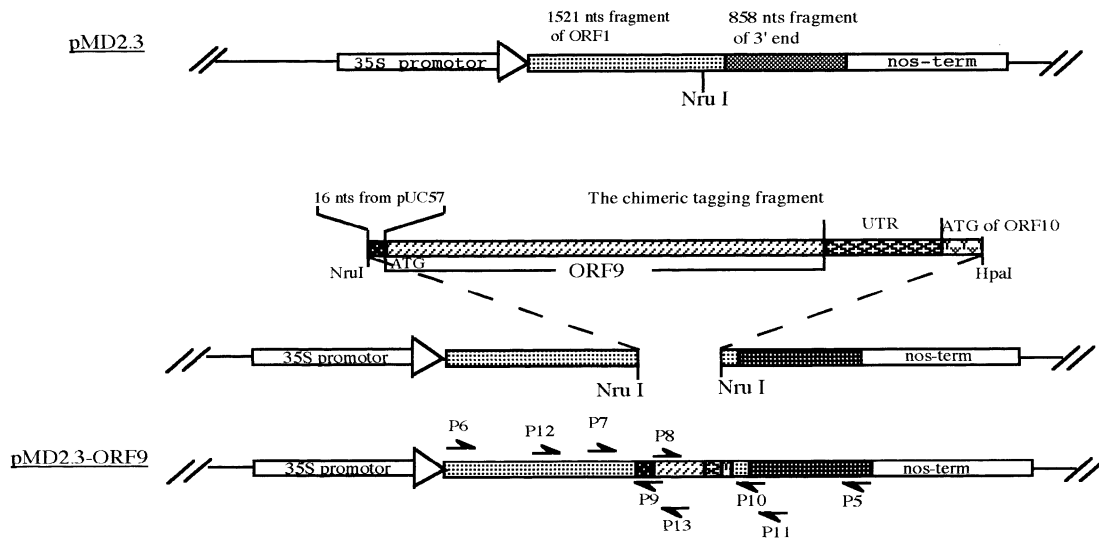 pMD2.3
1521 nts fragment of ORF1
858 nts fragment of 3' end
35S promotor
nos-term
Nru I
16 nts from pUC57
The chimeric tagging fragment
UTR
ATG of ORF10
NruI
ATG
ORF9
HpaI
35S promotor
nos-term
Nru I
Nru I
pMD2.3-ORF9
P6
P12
P7
P8
35S promotor
nos-term
P9
P10
P5
P13
P11